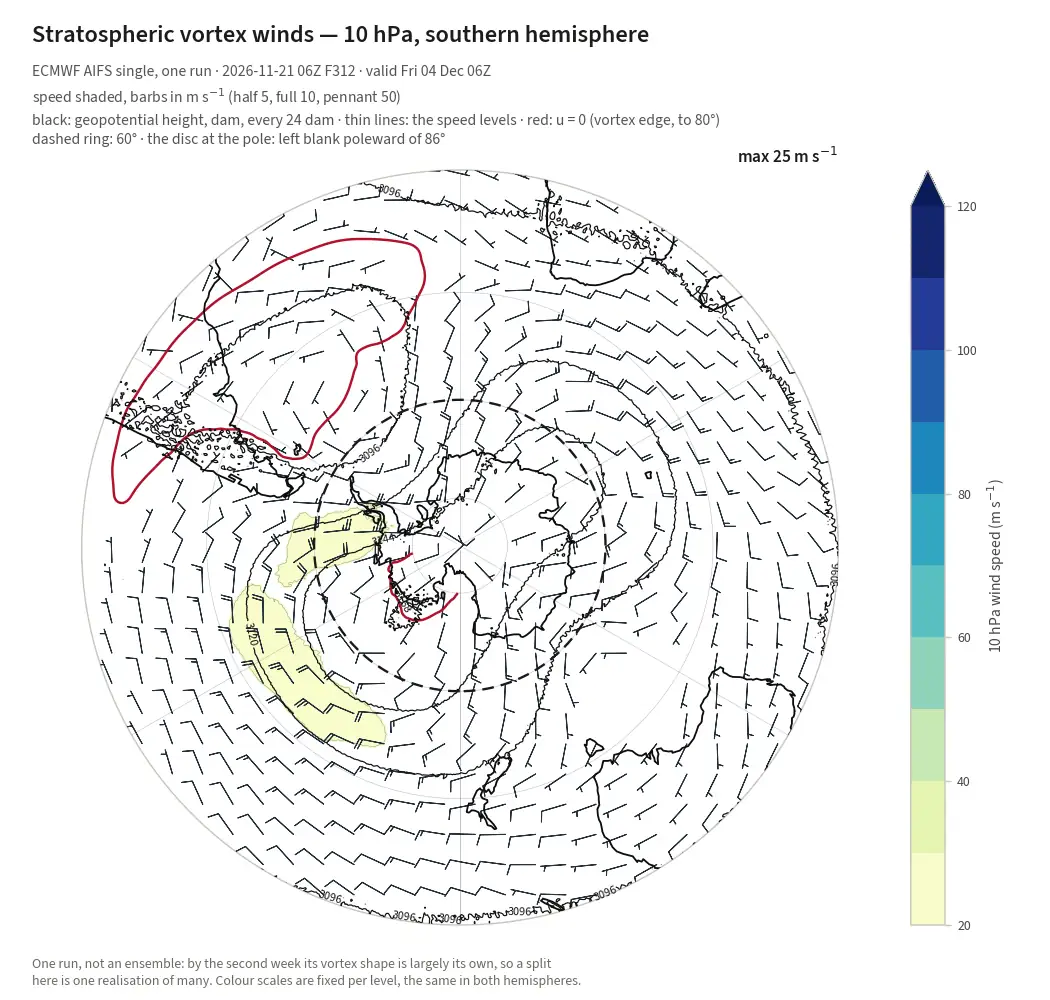 Stratospheric vortex winds — 10 hPa, southern hemisphere
ECMWF AIFS single, one run · 2026-11-21 06Z F312 · valid Fri 04 Dec 06Z
speed shaded, barbs in m s⁻¹ (half 5, full 10, pennant 50)
black: geopotential height, dam, every 24 dam · thin lines: the speed levels · red: u = 0 (vortex edge, to 80°)
dashed ring: 60° · the disc at the pole: left blank poleward of 86°
max 25 m s⁻¹
3096
120
100
80
60
40
20
10 hPa wind speed (m s⁻¹)
3096
3120
3096
3096
3096
3096
3096
3096
One run, not an ensemble: by the second week its vortex shape is largely its own, so a split
here is one realisation of many. Colour scales are fixed per level, the same in both hemispheres.